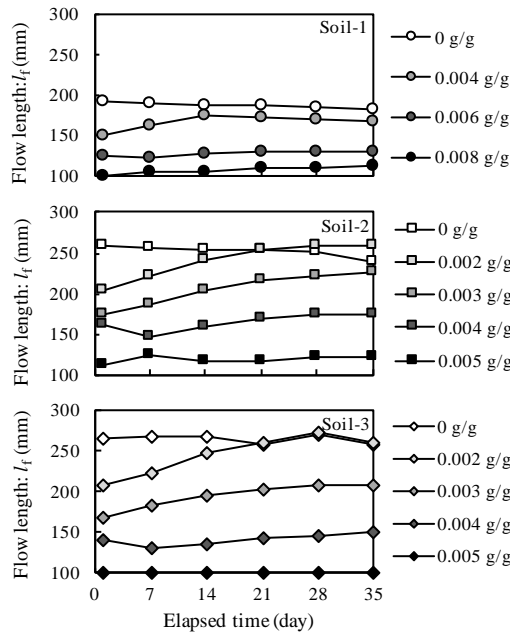 300
Soil-1
250
200
150
100
Flow length:lf (mm)
0 g/g
0.004 g/g
0.006 g/g
0.008 g/g
300
Soil-2
250
200
150
100
Flow length: lf (mm)
0 g/g
0.002 g/g
0.003 g/g
0.004 g/g
0.005 g/g
300
Soil-3
250
200
150
100
Flow length: lf (mm)
0 g/g
0.002 g/g
0.003 g/g
0.004 g/g
0.005 g/g
0 7 14 21 28 35
Elapsed time (day)